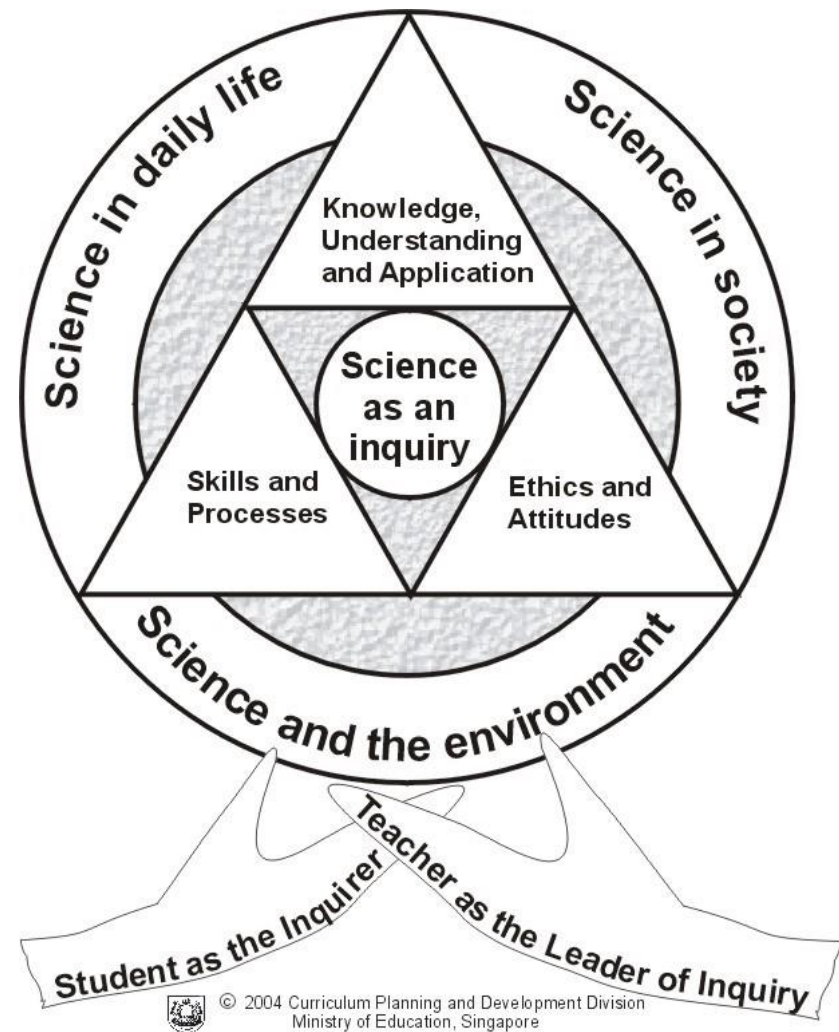 Science in daily life
Science in society
Knowledge,
Understanding
and Application
Science
as an
inquiry
Skills and
Processes
Ethics and
Attitudes
Science and the environment
Student as the Inquirer
Teacher as the Leader of Inquiry
© 2004 Curriculum Planning and Development Division
Ministry of Education, Singapore